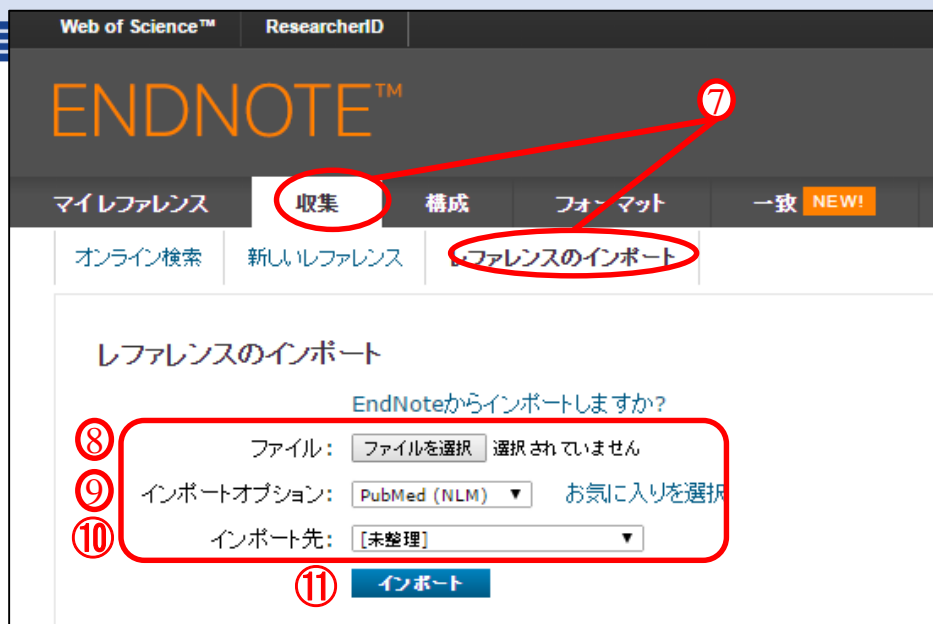 Web of Science™ ResearcherID
ENDNOTE™
⑦
マイレファレンス 収集 構成 フォーマット 一致 NEW!
オンライン検索 新しいレファレンス レファレンスのインポート
レファレンスのインポート
EndNoteからインポートしますか?
⑧ ファイル: ファイルを選択 選択されていません
⑨ インポートオプション: PubMed (NLM) ▼ お気に入りを選択
⑩ インポート先: [未整理] ▼
⑪ インポート